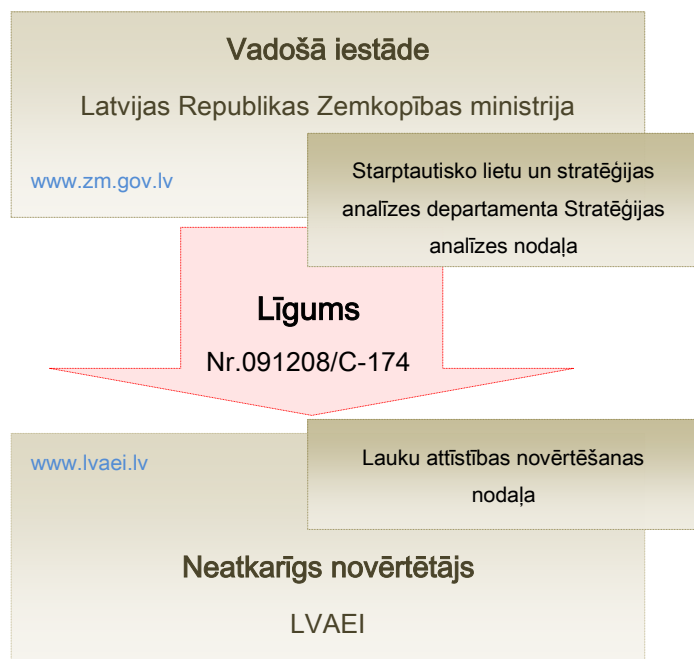 Vadošā iestāde
Latvijas Republikas Zemkopības ministrija
www.zm.gov.lv
Starptautisko lietu un stratēģijas
analīzes departamenta Stratēģijas
analīzes nodaļa
Līgums
Nr.091208/C-174
www.lvaei.lv
Lauku attīstības novērtēšanas
nodaļa
Neatkarīgs novērtētājs
LVAEI